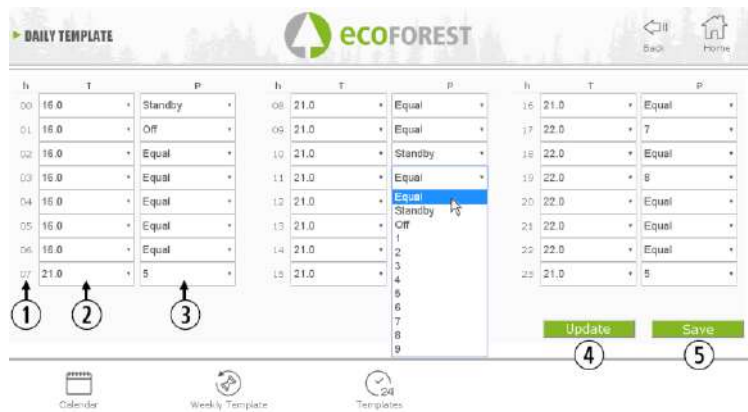 DAILY TEMPLATE
ecoFOREST
Back
Home
h T P h T P h T P
00 16.0 Standby 08 21.0 Equal 16 21.0 Equal
01 16.0 Off 09 21.0 Equal 17 22.0 7
02 16.0 Equal 10 21.0 Standby 18 22.0 Equal
03 16.0 Equal 11 21.0 Equal 19 22.0 8
04 16.0 Equal 12 21.0 Equal 20 22.0 Equal
Standby
05 16.0 Equal 13 21.0 Off 21 22.0 Equal
1
06 16.0 Equal 14 21.0 2 22 22.0 Equal
3
07 21.0 5 15 21.0 4 23 21.0 5
5
6
7
8
9
1 2 3
Update Save
4 5
Calendar Weekly Template 24 Templates